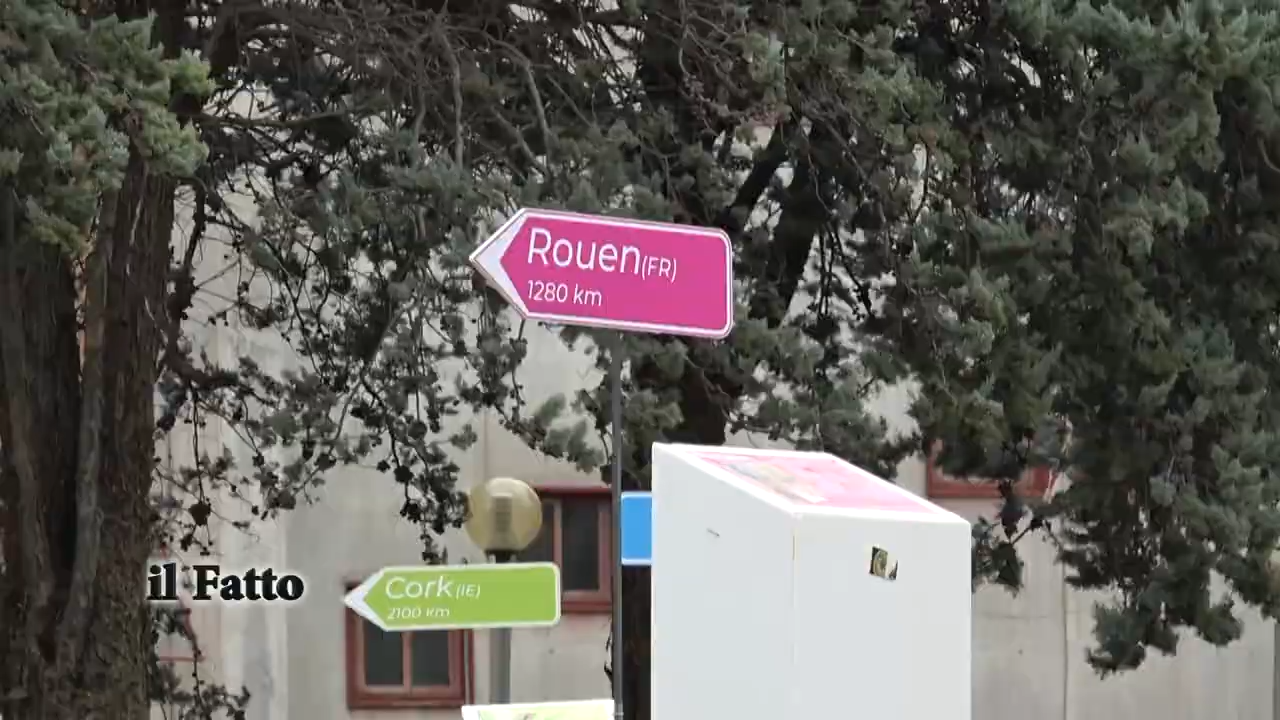 Rouen (FR)
1280 km
Cork (IE)
2100 km
il Fatto